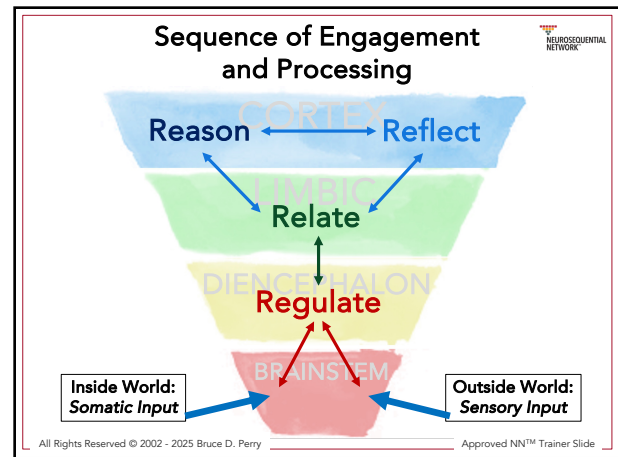 Sequence of Engagement
and Processing
NEUROSEQUENTIAL
NETWORK™
CORTEX
Reason
Reflect
LIMBIC
Relate
DIENCEPHALON
Regulate
BRAINSTEM
Inside World:
Somatic Input
Outside World:
Sensory Input
All Rights Reserved © 2002 - 2025 Bruce D. Perry
Approved NN™ Trainer Slide